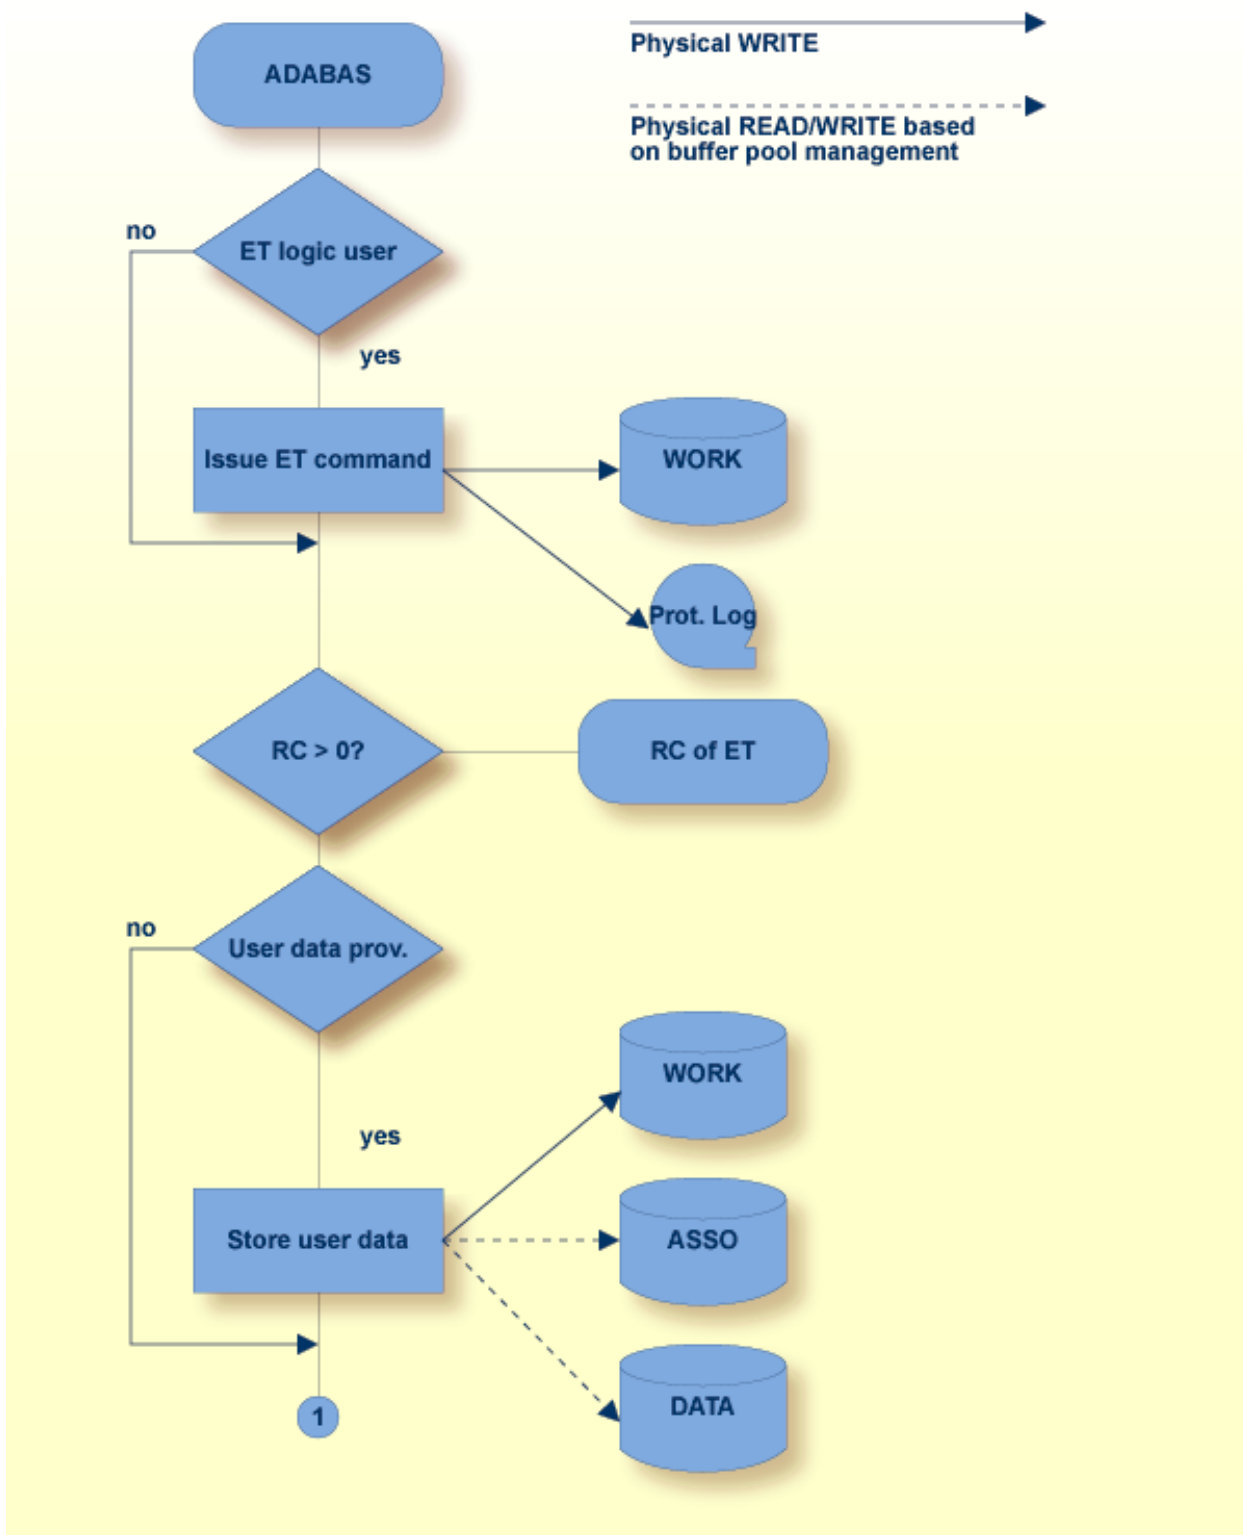 ADABAS
Physical WRITE
Physical READ/WRITE based
on buffer pool management
no
ET logic user
yes
Issue ET command
WORK
Prot. Log
RC > 0?
RC of ET
no
User data prov.
WORK
yes
Store user data
ASSO
DATA
1